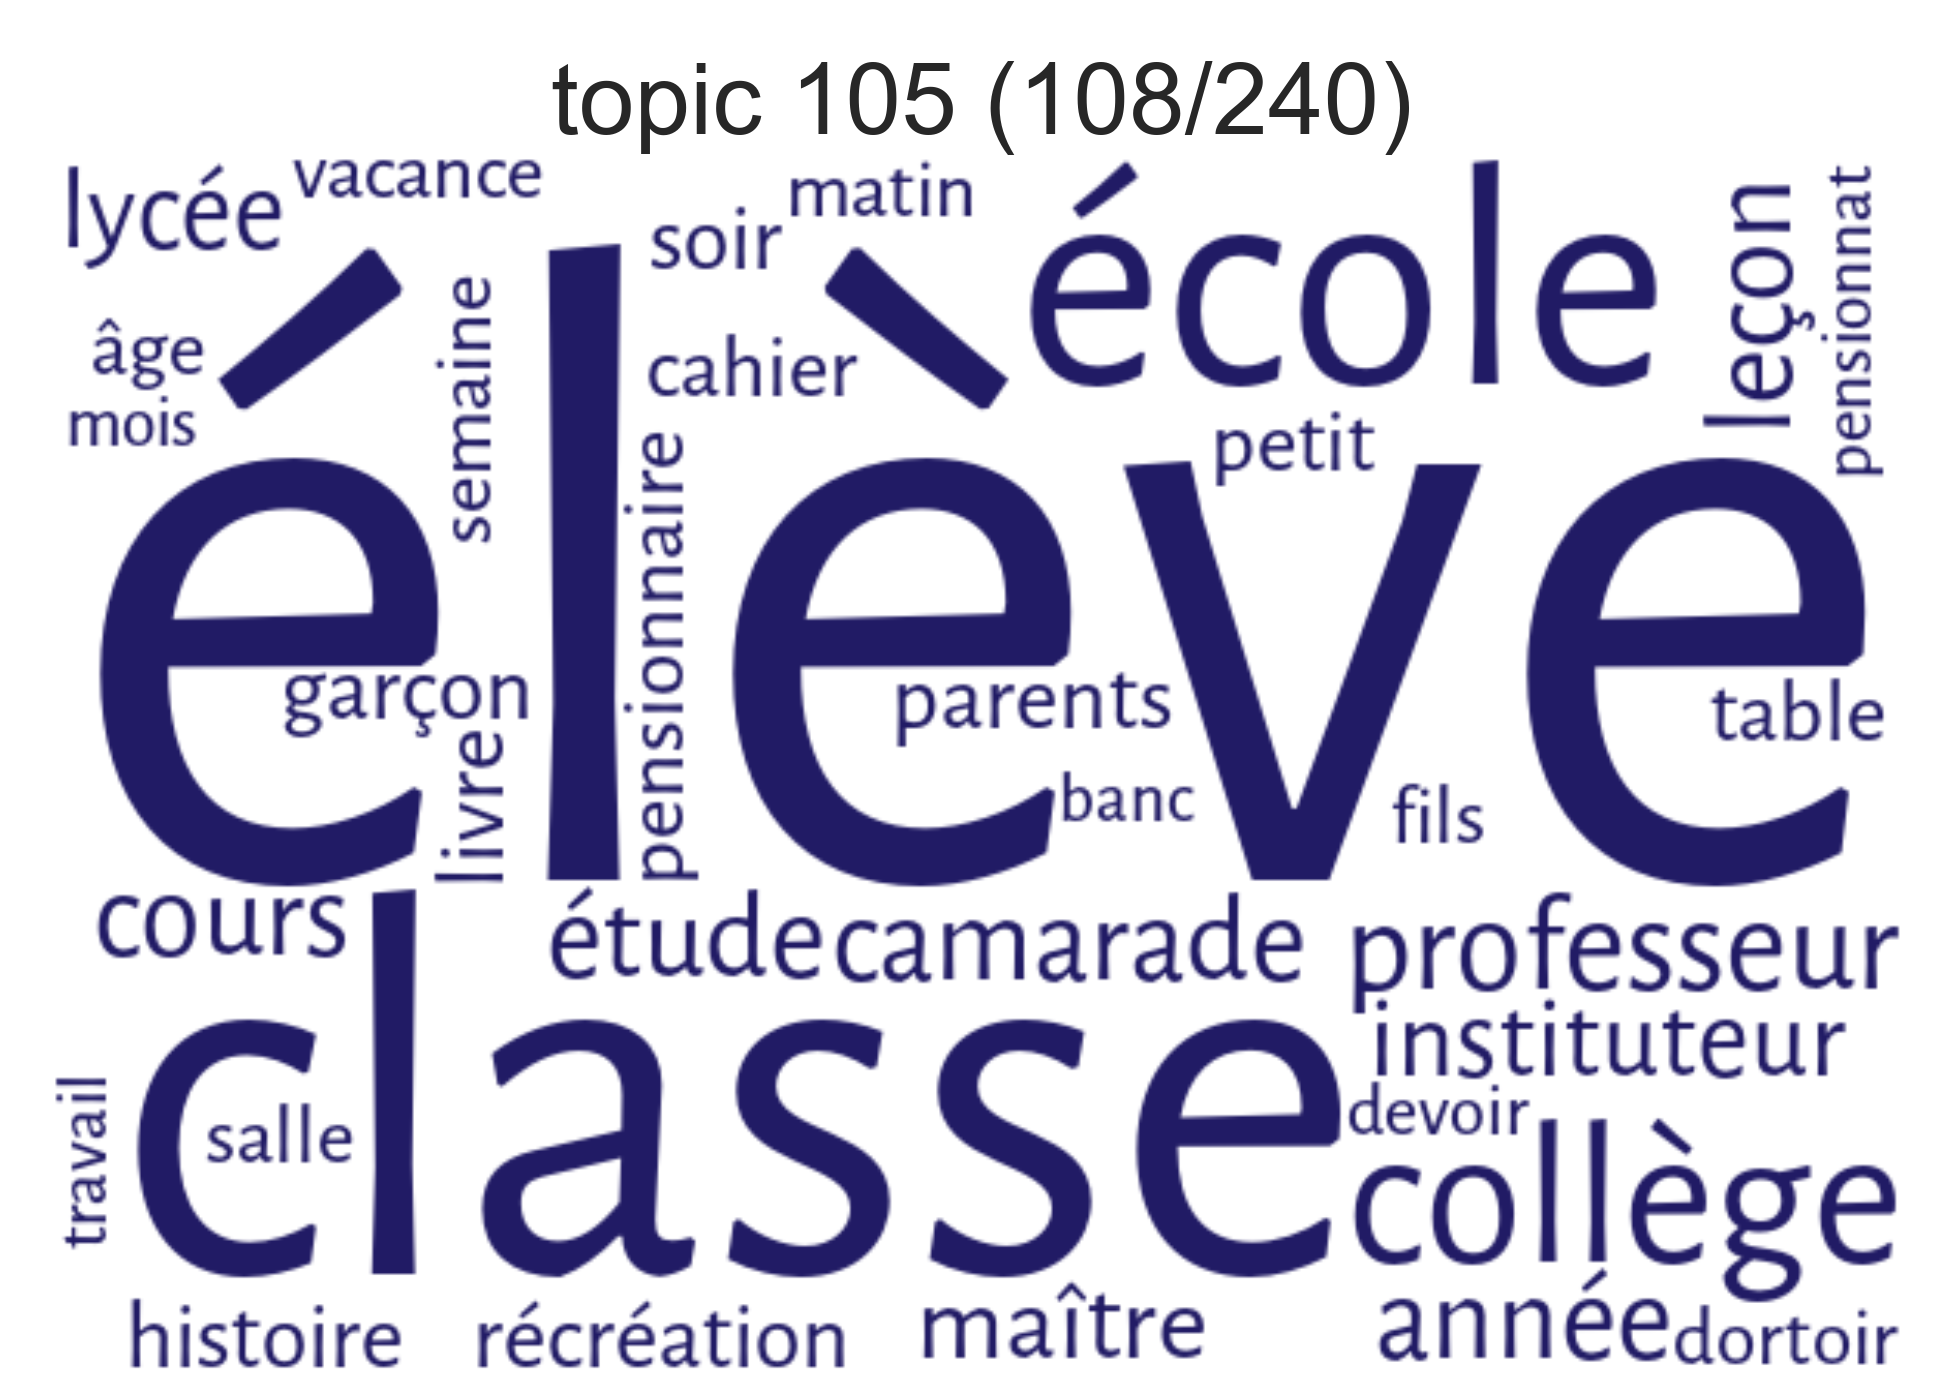 topic 105 (108/240)
lycée
vacance
matin
soir
école
leçon
pensionnat
âge
semaine
cahier
mois
petit
élève
pensionnaire
garçon
parents
table
livre
banc
fils
cours
étude
camarade
professeur
instituteur
classe
travail
salle
devoir
collège
histoire
récréation
maître
année
dortoir